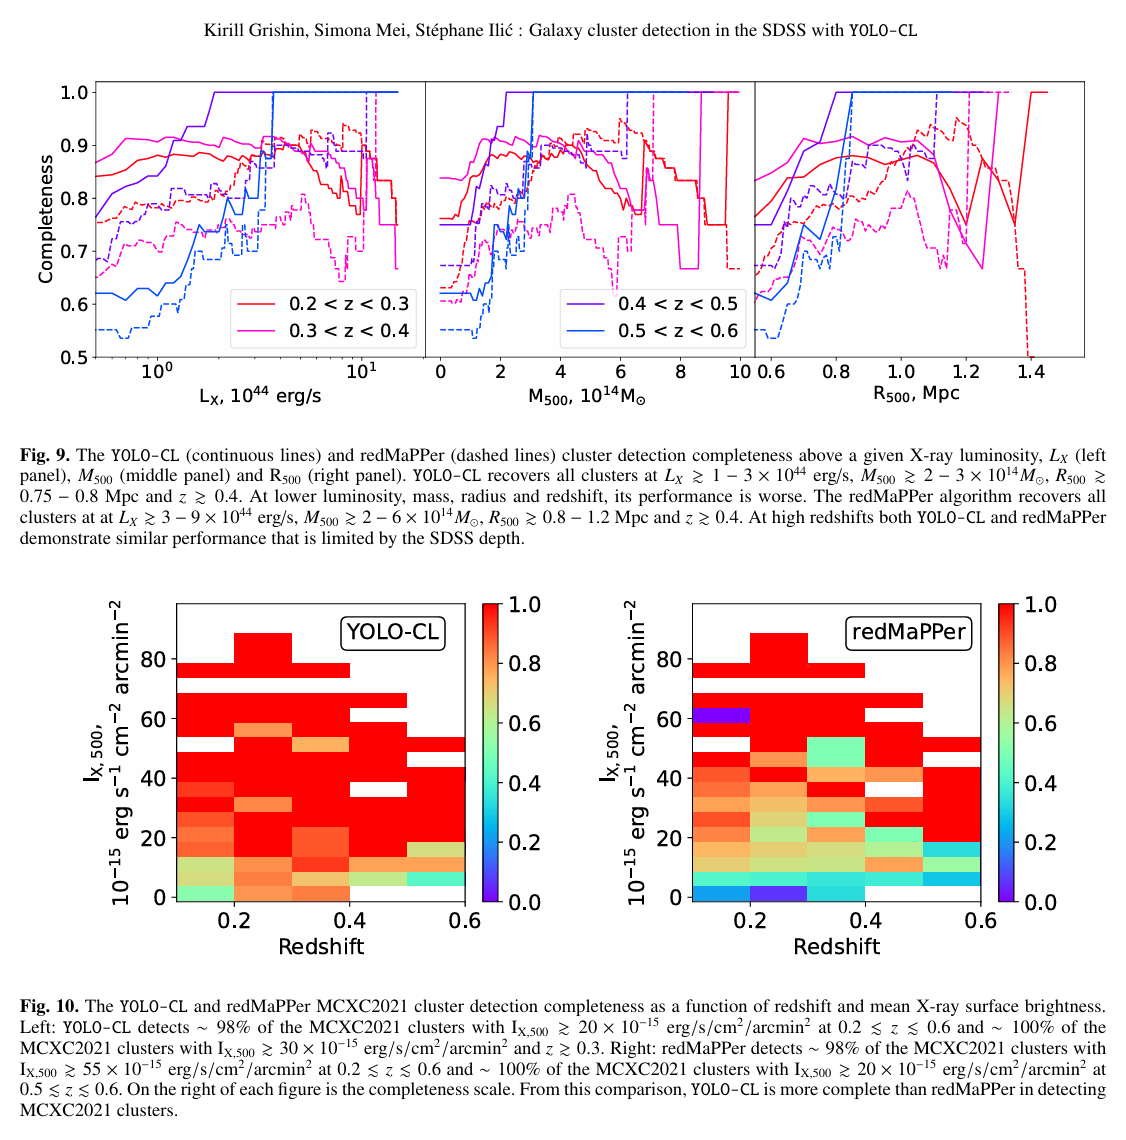 Kirill Grishin, Simona Mei, Stéphane Ilić : Galaxy cluster detection in the SDSS with YOLO–CL
1.0
0.9
0.8
0.7
0.6
0.5
Completeness
0.2 < z < 0.3
0.3 < z < 0.4
10⁰ 10¹
L_X, 10⁴⁴ erg/s
0.4 < z < 0.5
0.5 < z < 0.6
0 2 4 6 8 10
M₅₀₀, 10¹⁴M⊙
0.6 0.8 1.0 1.2 1.4
R₅₀₀, Mpc
Fig. 9. The YOLO–CL (continuous lines) and redMaPPer (dashed lines) cluster detection completeness above a given X-ray luminosity, L_X (left
panel), M₅₀₀ (middle panel) and R₅₀₀ (right panel). YOLO–CL recovers all clusters at L_X ≳ 1 − 3 × 10⁴⁴ erg/s, M₅₀₀ ≳ 2 − 3 × 10¹⁴M⊙, R₅₀₀ ≳
0.75 − 0.8 Mpc and z ≳ 0.4. At lower luminosity, mass, radius and redshift, its performance is worse. The redMaPPer algorithm recovers all
clusters at at L_X ≳ 3 − 9 × 10⁴⁴ erg/s, M₅₀₀ ≳ 2 − 6 × 10¹⁴M⊙, R₅₀₀ ≳ 0.8 − 1.2 Mpc and z ≳ 0.4. At high redshifts both YOLO–CL and redMaPPer
demonstrate similar performance that is limited by the SDSS depth.
I_X,500,
10⁻¹⁵ erg s⁻¹ cm⁻² arcmin⁻²
80
60
40
20
0
YOLO-CL
0.2 0.4 0.6
Redshift
1.0
0.8
0.6
0.4
0.2
0.0
I_X,500,
10⁻¹⁵ erg s⁻¹ cm⁻² arcmin⁻²
80
60
40
20
0
redMaPPer
0.2 0.4 0.6
Redshift
1.0
0.8
0.6
0.4
0.2
0.0
Fig. 10. The YOLO–CL and redMaPPer MCXC2021 cluster detection completeness as a function of redshift and mean X-ray surface brightness.
Left: YOLO–CL detects ∼ 98% of the MCXC2021 clusters with I_X,500 ≳ 20 × 10⁻¹⁵ erg/s/cm²/arcmin² at 0.2 ≲ z ≲ 0.6 and ∼ 100% of the
MCXC2021 clusters with I_X,500 ≳ 30 × 10⁻¹⁵ erg/s/cm²/arcmin² and z ≳ 0.3. Right: redMaPPer detects ∼ 98% of the MCXC2021 clusters with
I_X,500 ≳ 55 × 10⁻¹⁵ erg/s/cm²/arcmin² at 0.2 ≲ z ≲ 0.6 and ∼ 100% of the MCXC2021 clusters with I_X,500 ≳ 20 × 10⁻¹⁵ erg/s/cm²/arcmin² at
0.5 ≲ z ≲ 0.6. On the right of each figure is the completeness scale. From this comparison, YOLO–CL is more complete than redMaPPer in detecting
MCXC2021 clusters.